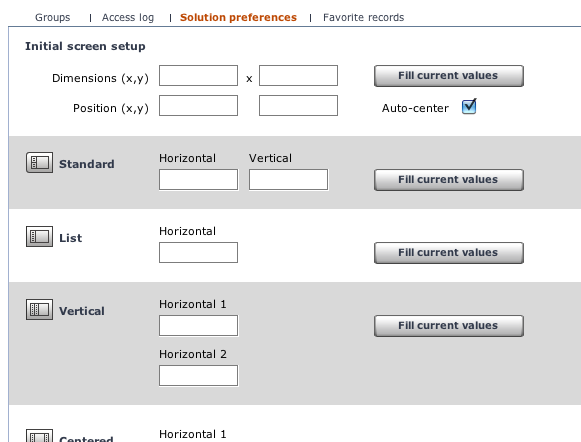 Groups | Access log | Solution preferences | Favorite records
Initial screen setup
Dimensions (x,y) x Fill current values
Position (x,y) Auto-center
Standard Horizontal Vertical Fill current values
List Horizontal Fill current values
Vertical Horizontal 1 Fill current values
Horizontal 2
Centered Horizontal 1